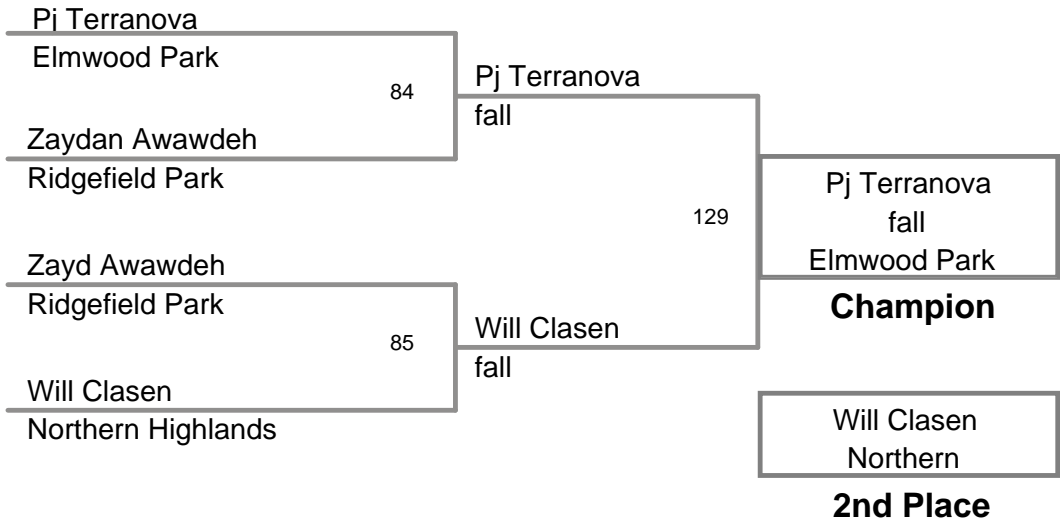 Pj Terranova
Elmwood Park
84
Zaydan Awawdeh
Ridgefield Park
Zayd Awawdeh
Ridgefield Park
85
Will Clasen
Northern Highlands
Pj Terranova
fall
129
Will Clasen
fall
Pj Terranova
fall
Elmwood Park
Champion
Will Clasen
Northern
2nd Place